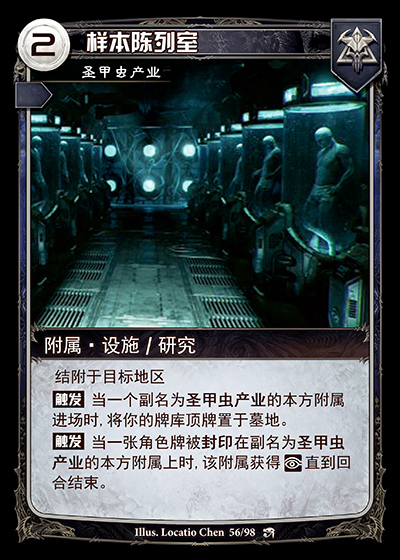 2
样本陈列室
圣甲虫产业
附属・设施 / 研究
结附于目标地区
触发 当一个副名为圣甲虫产业的本方附属
进场时, 将你的牌库顶牌置于墓地。
触发 当一张角色牌被封印在副名为圣甲虫
产业的本方附属上时, 该附属获得 直到回
合结束。
Illus. Locatio Chen 56/98